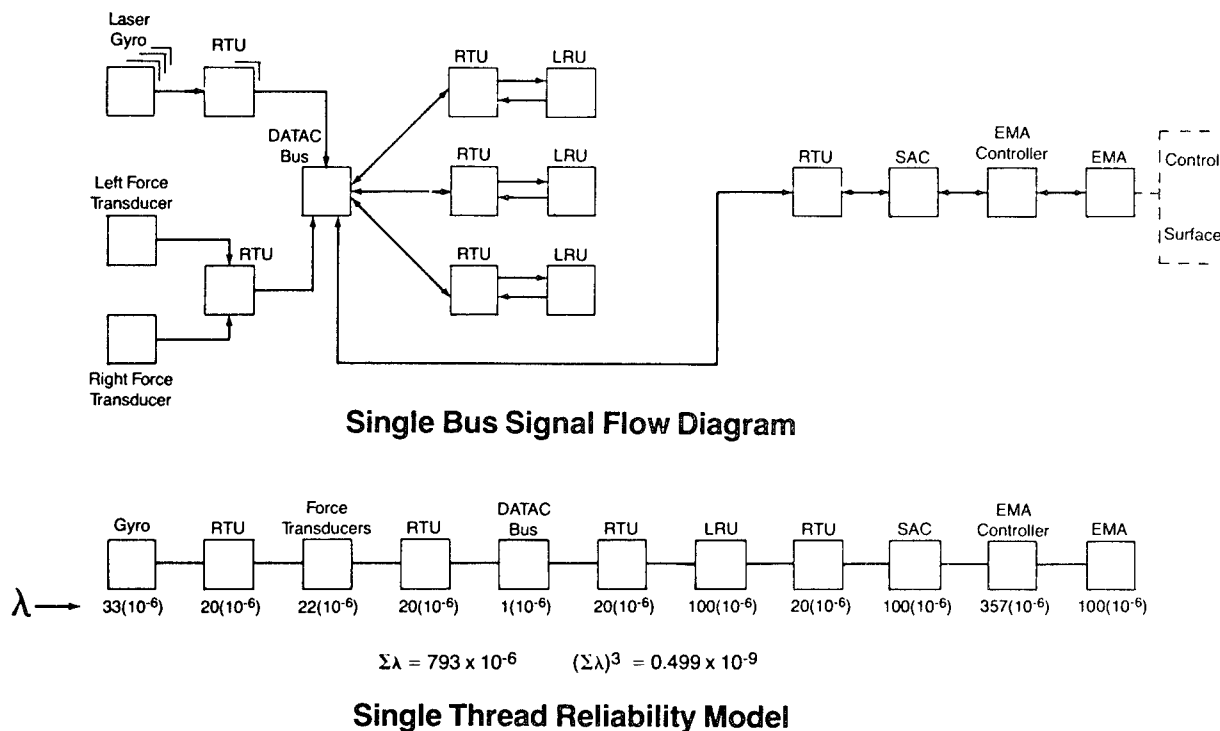 Laser
Gyro
RTU
RTU
LRU
DATAC
Bus
EMA
Controller
RTU
SAC
EMA
Control
RTU
LRU
Left Force
Transducer
Surface
RTU
RTU
LRU
Right Force
Transducer
Single Bus Signal Flow Diagram
Gyro
RTU
Force
Transducers
RTU
DATAC
Bus
RTU
LRU
RTU
SAC
EMA
Controller
EMA
λ
33(10⁻⁶) 20(10⁻⁶) 22(10⁻⁶) 20(10⁻⁶) 1(10⁻⁶) 20(10⁻⁶) 100(10⁻⁶) 20(10⁻⁶) 100(10⁻⁶) 357(10⁻⁶) 100(10⁻⁶)
Σλ = 793 x 10⁻⁶ (Σλ)³ = 0.499 x 10⁻⁹
Single Thread Reliability Model